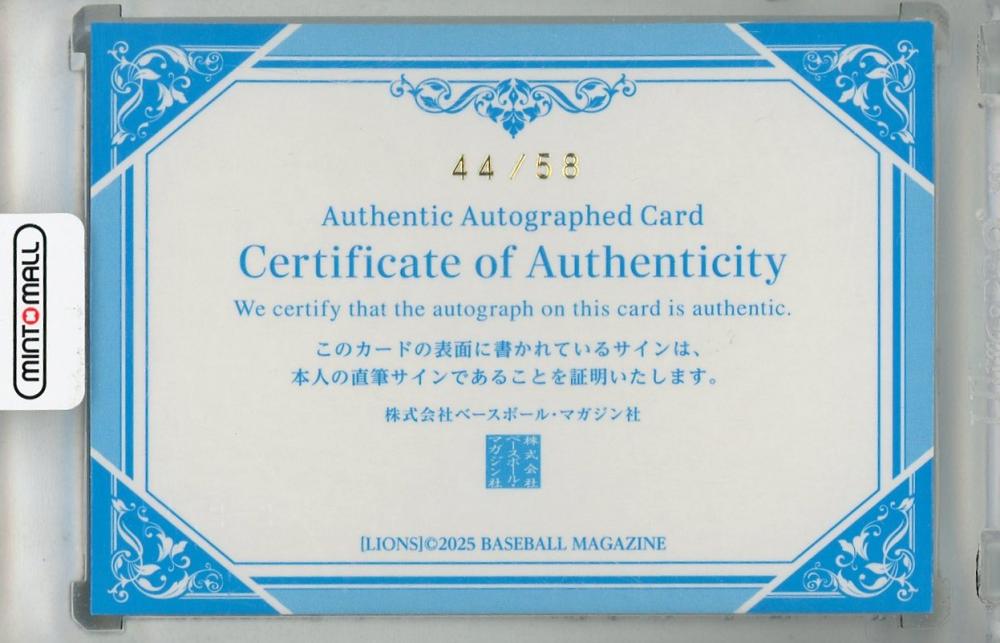 44/58
Authentic Autographed Card
Certificate of Authenticity
We certify that the autograph on this card is authentic.
このカードの表面に書かれているサインは、
本人の直筆サインであることを証明いたします。
株式会社ベースボール・マガジン社
株式会社
ベースボール・
マガジン社
[LIONS]©2025 BASEBALL MAGAZINE
MINTOMALL